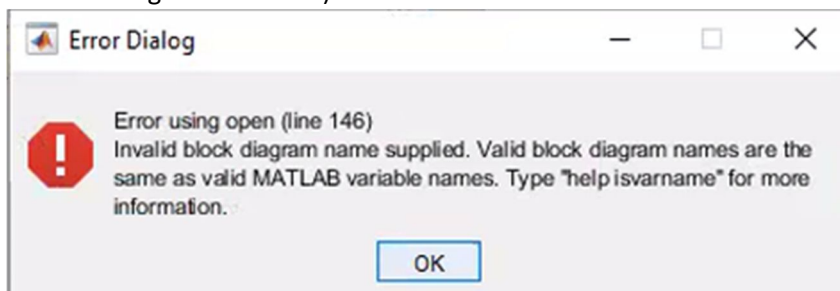 Error Dialog
Error using open (line 146)
Invalid block diagram name supplied. Valid block diagram names are the
same as valid MATLAB variable names. Type "help isvarname" for more
information.
OK